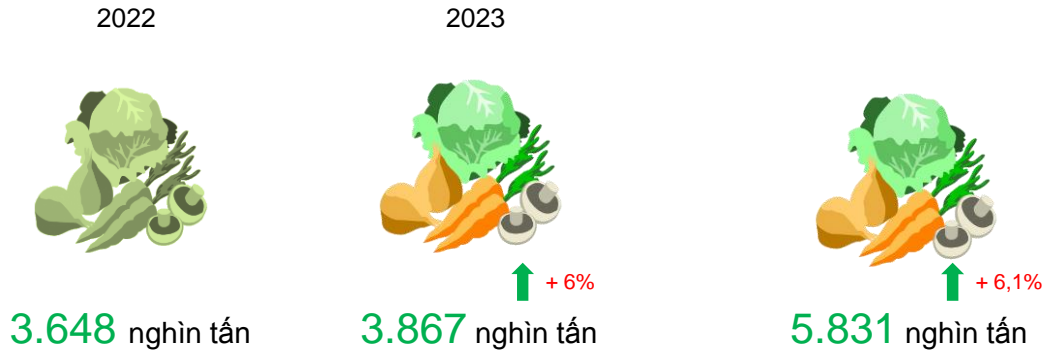 2022 2023
+ 6% + 6,1%
3.648 nghìn tấn 3.867 nghìn tấn 5.831 nghìn tấn